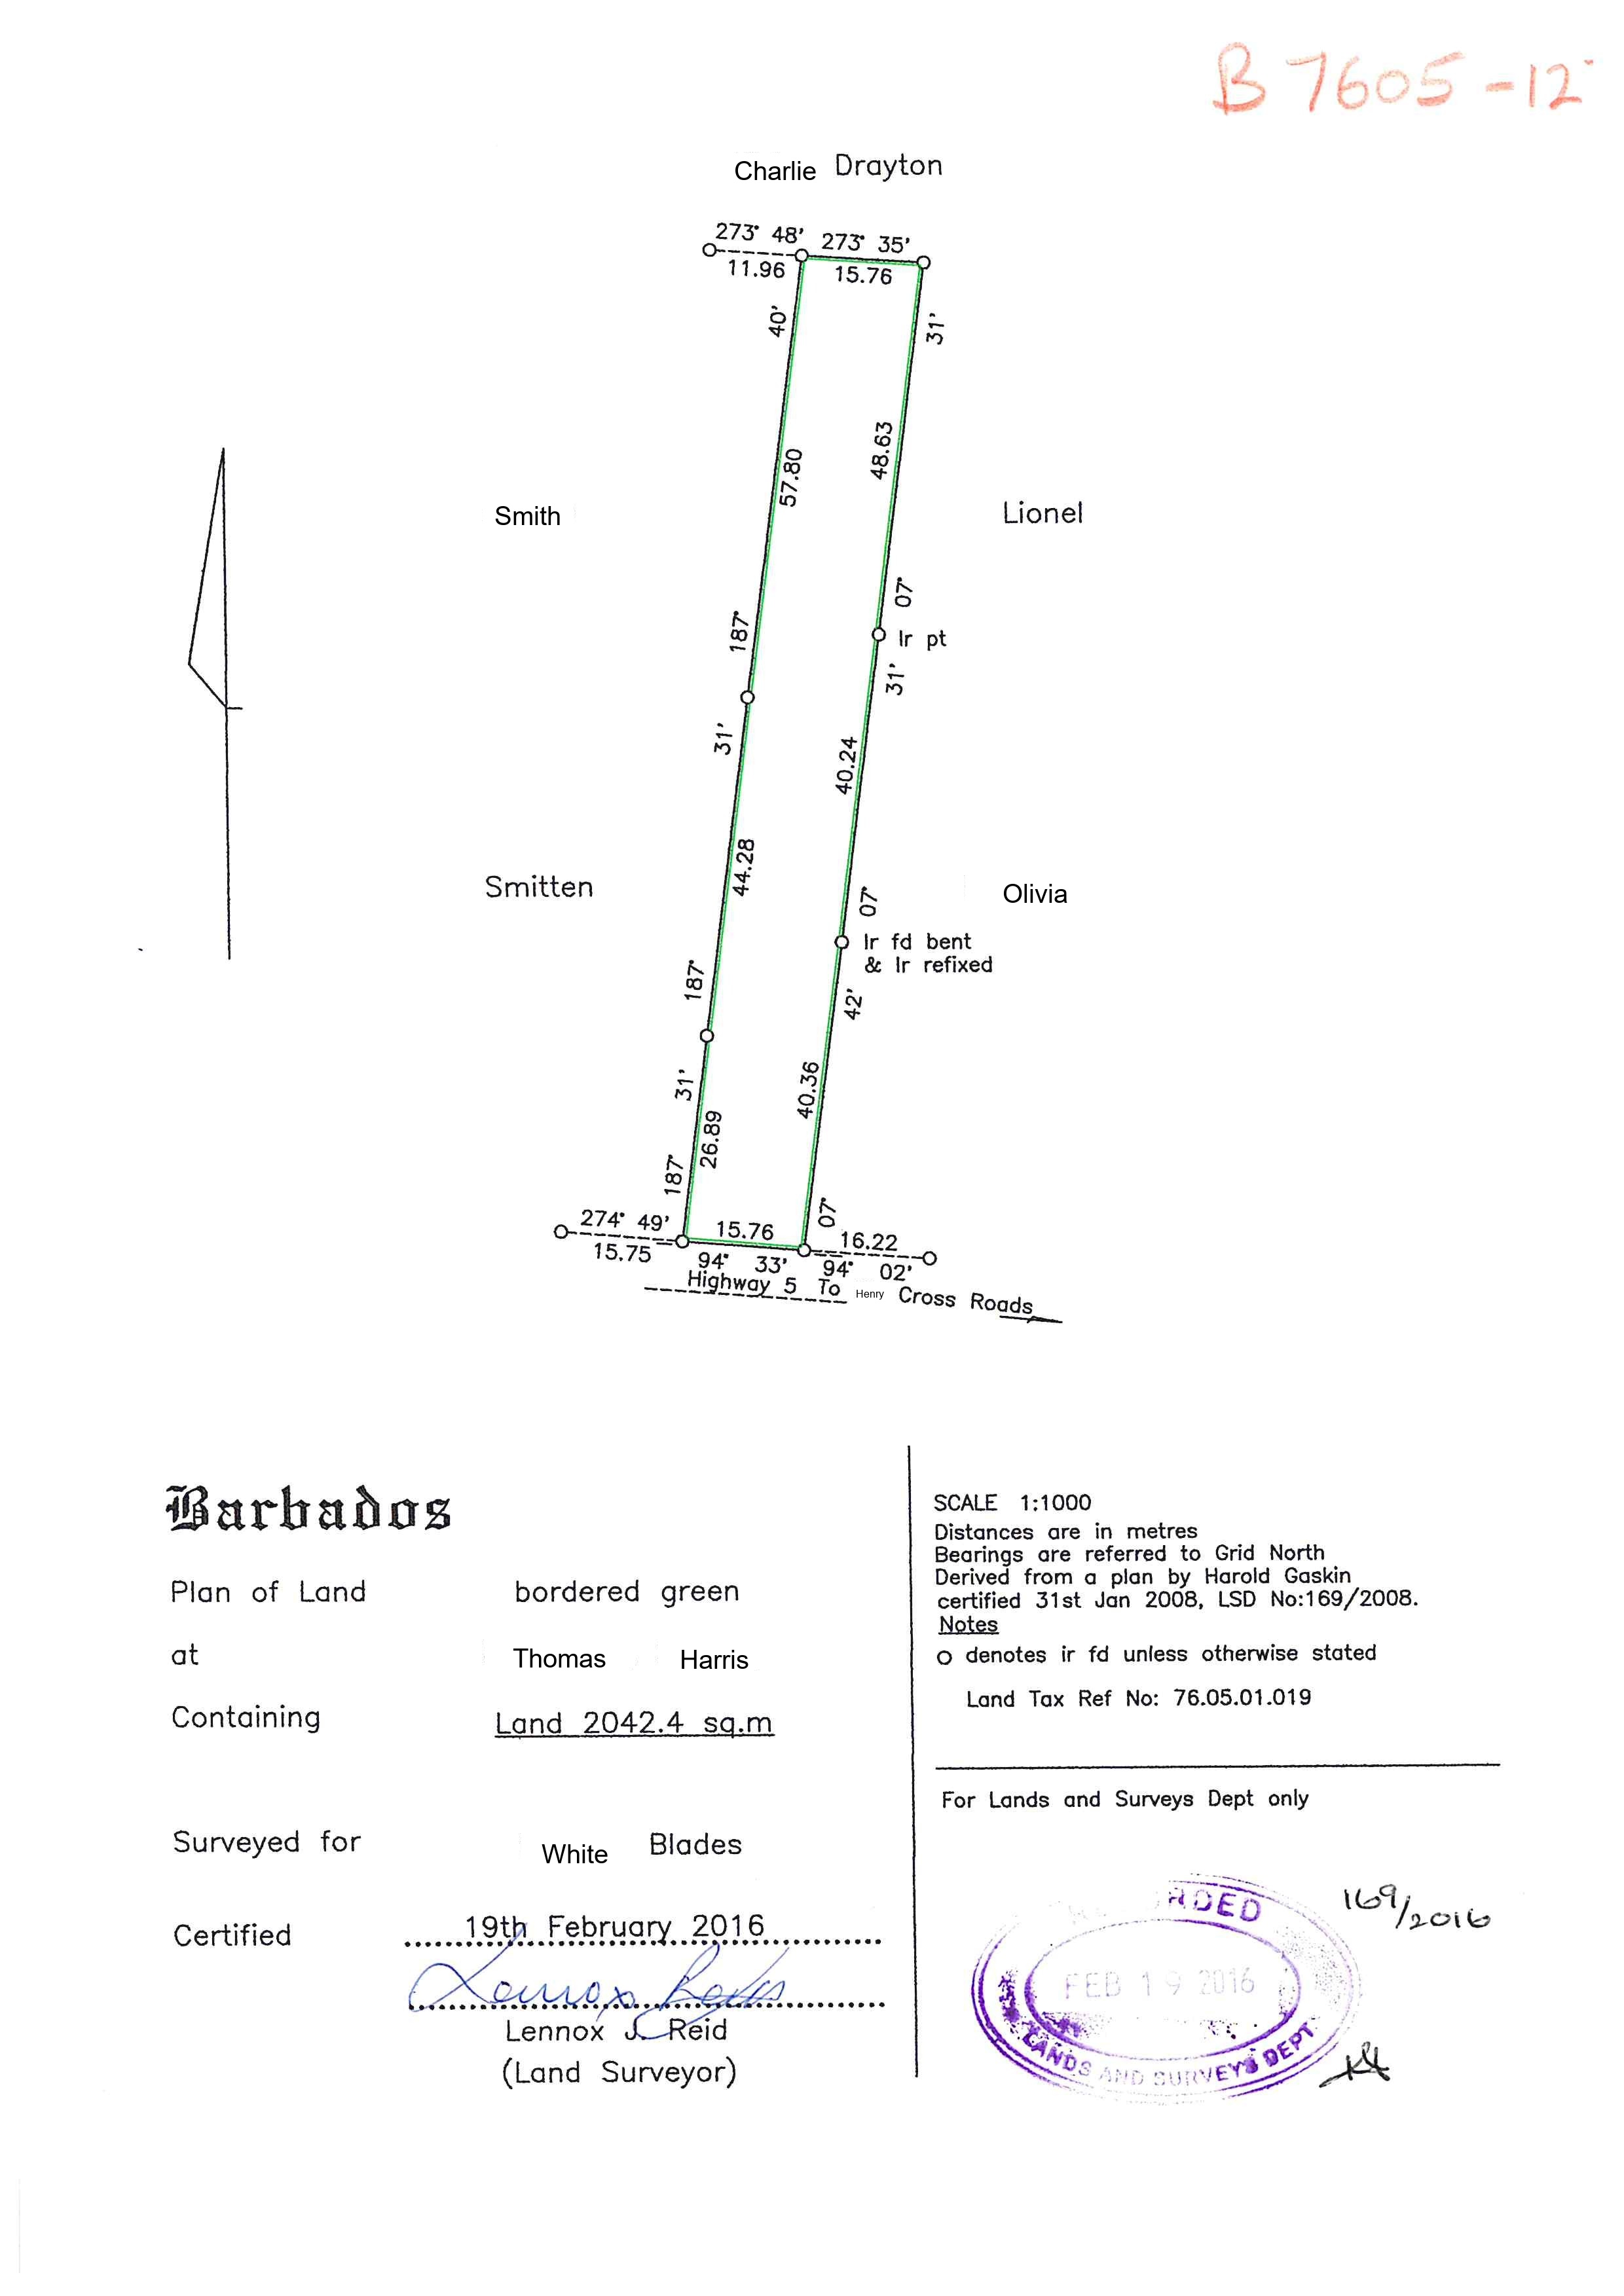 B 7605-12
Charlie Drayton
273° 48' 273° 35'
11.96 15.76
40' 31'
57.80 48.63
Smith Lionel
187° 07'
Ir pt
31' 31'
44.28 40.24
Smitten Olivia
187° 07°
Ir fd bent
& Ir refixed
42'
31' 40.36
26.89
187° 07°
274° 49' 15.76 16.22
15.75 94° 33' 94° 02'
Highway 5 To Henry Cross Roads
Barbados
Plan of Land bordered green
at Thomas Harris
Containing Land 2042.4 sq.m
Surveyed for White Blades
Certified 19th February 2016
Lennox J. Reid
(Land Surveyor)
SCALE 1:1000
Distances are in metres
Bearings are referred to Grid North
Derived from a plan by Harold Gaskin
certified 31st Jan 2008, LSD No:169/2008.
Notes
o denotes ir fd unless otherwise stated
Land Tax Ref No: 76.05.01.019
For Lands and Surveys Dept only
169/2016
FEB 19 2016
LANDS AND SURVEYS DEPT